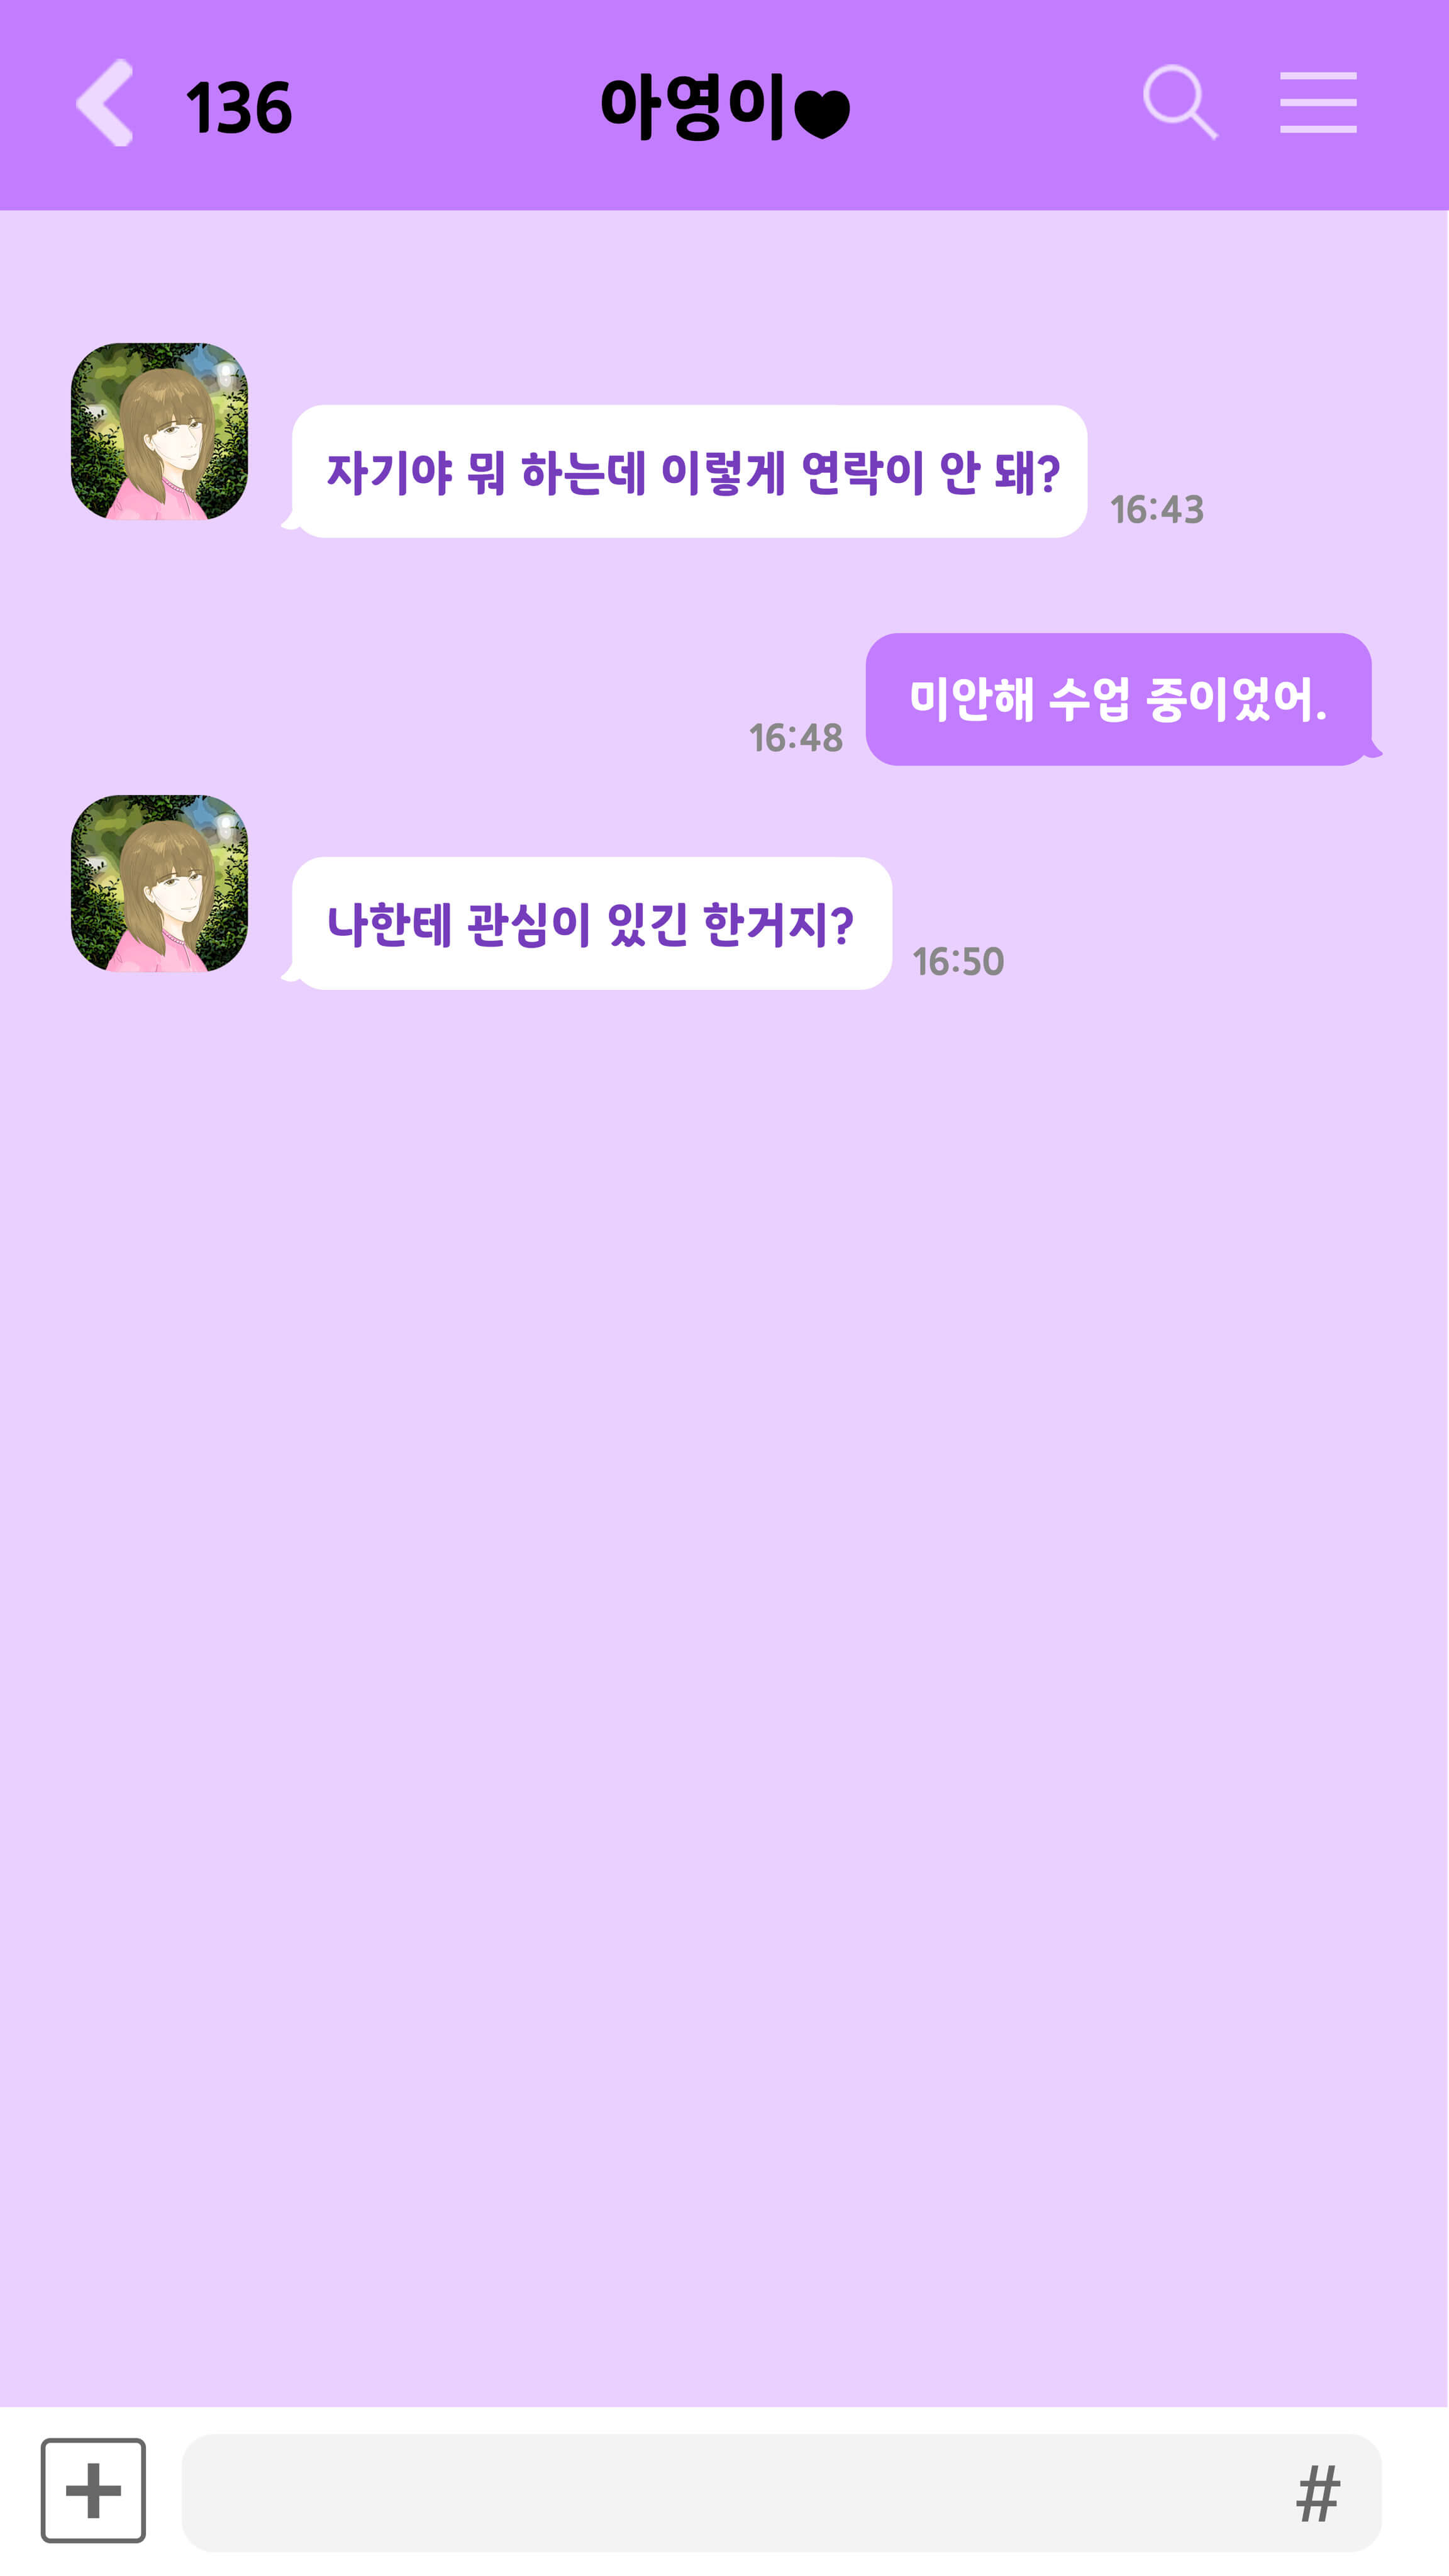 136 아영이♥
자기야 뭐 하는데 이렇게 연락이 안 돼?
16:43
미안해 수업 중이었어.
16:48
나한테 관심이 있긴 한거지?
16:50
#